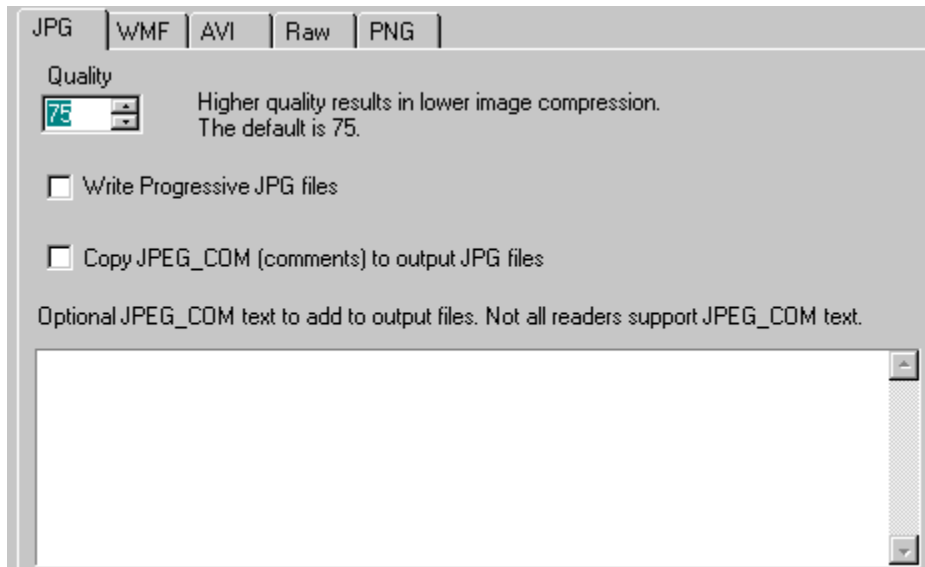 JPG WMF AVI Raw PNG
Quality
75
Higher quality results in lower image compression.
The default is 75.
Write Progressive JPG files
Copy JPEG_COM (comments) to output JPG files
Optional JPEG_COM text to add to output files. Not all readers support JPEG_COM text.